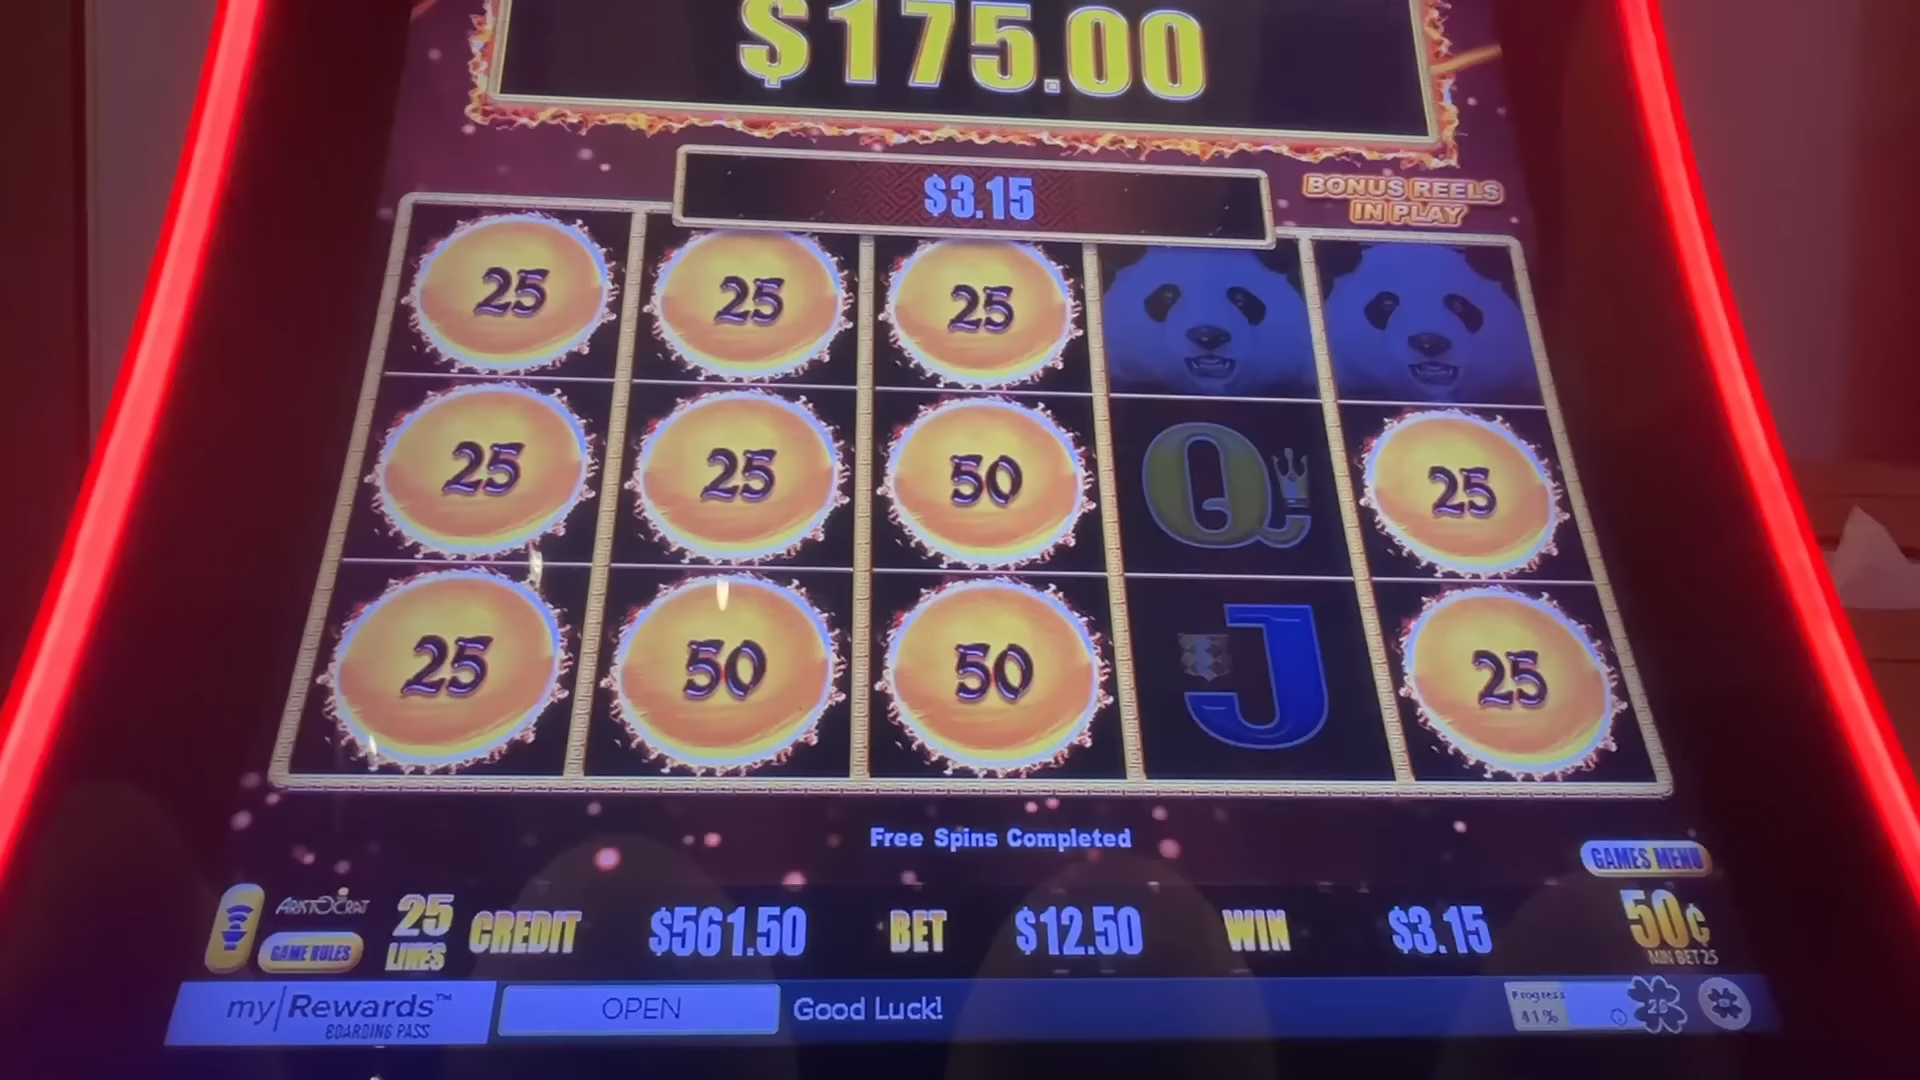 $175.00
$3.15
BONUS REELS
IN PLAY
25
25
25
25
25
50
Q
25
25
50
50
J
25
Free Spins Completed
GAMES MENU
ARISTOCRAT
GAME RULES
25
LINES
CREDIT
$561.50
BET
$12.50
WIN
$3.15
50¢
MIN BET 25
my|Rewards™
BOARDING PASS
OPEN
Good Luck!
Progress
41%